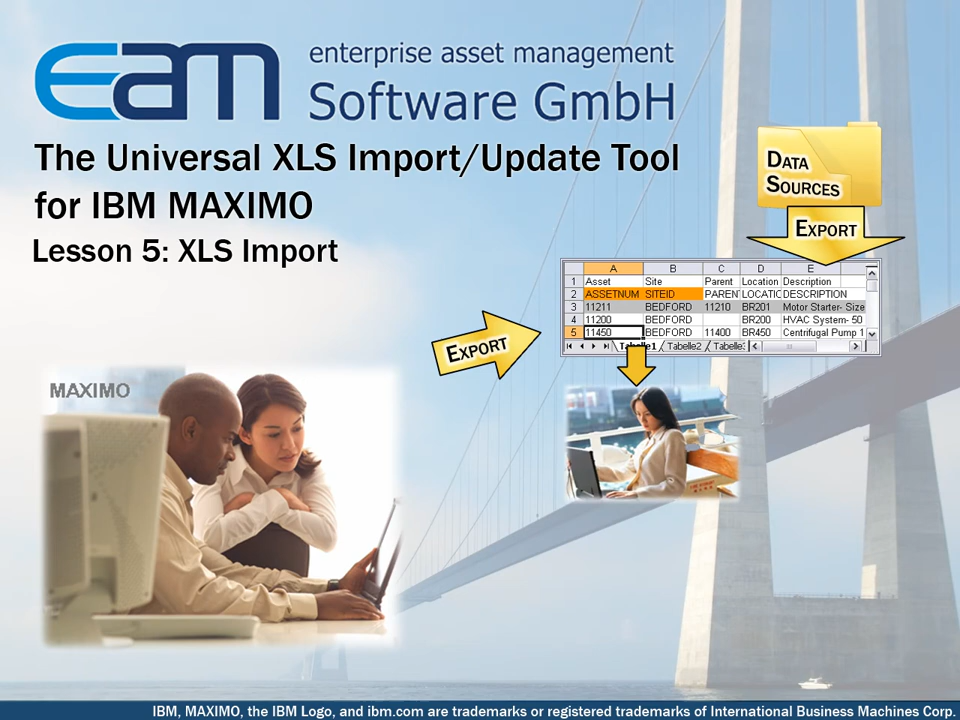 eam
enterprise asset management
Software GmbH
The Universal XLS Import/Update Tool
for IBM MAXIMO
Lesson 5: XLS Import
DATA
SOURCES
EXPORT
A B C D E
1 Asset Site Parent Location Description
2 ASSETNUM SITEID PAREN LOCATIC DESCRIPTION
3 11211 BEDFORD 11210 BR201 Motor Starter- Size
4 11200 BEDFORD BR200 HVAC System- 50
5 11450 BEDFORD 11400 BR450 Centrifugal Pump 1
Tabelle1 Tabelle2 Tabelle
EXPORT
MAXIMO
IBM, MAXIMO, the IBM Logo, and ibm.com are trademarks or registered trademarks of International Business Machines Corp.